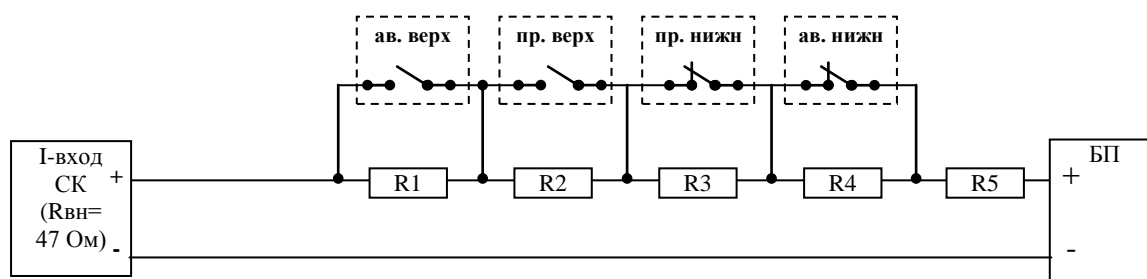 ав. верх
пр. верх
пр. нижн
ав. нижн
I-вход
СК +
(Rвн=
47 Ом) -
R1
R2
R3
R4
R5
БП
+
-